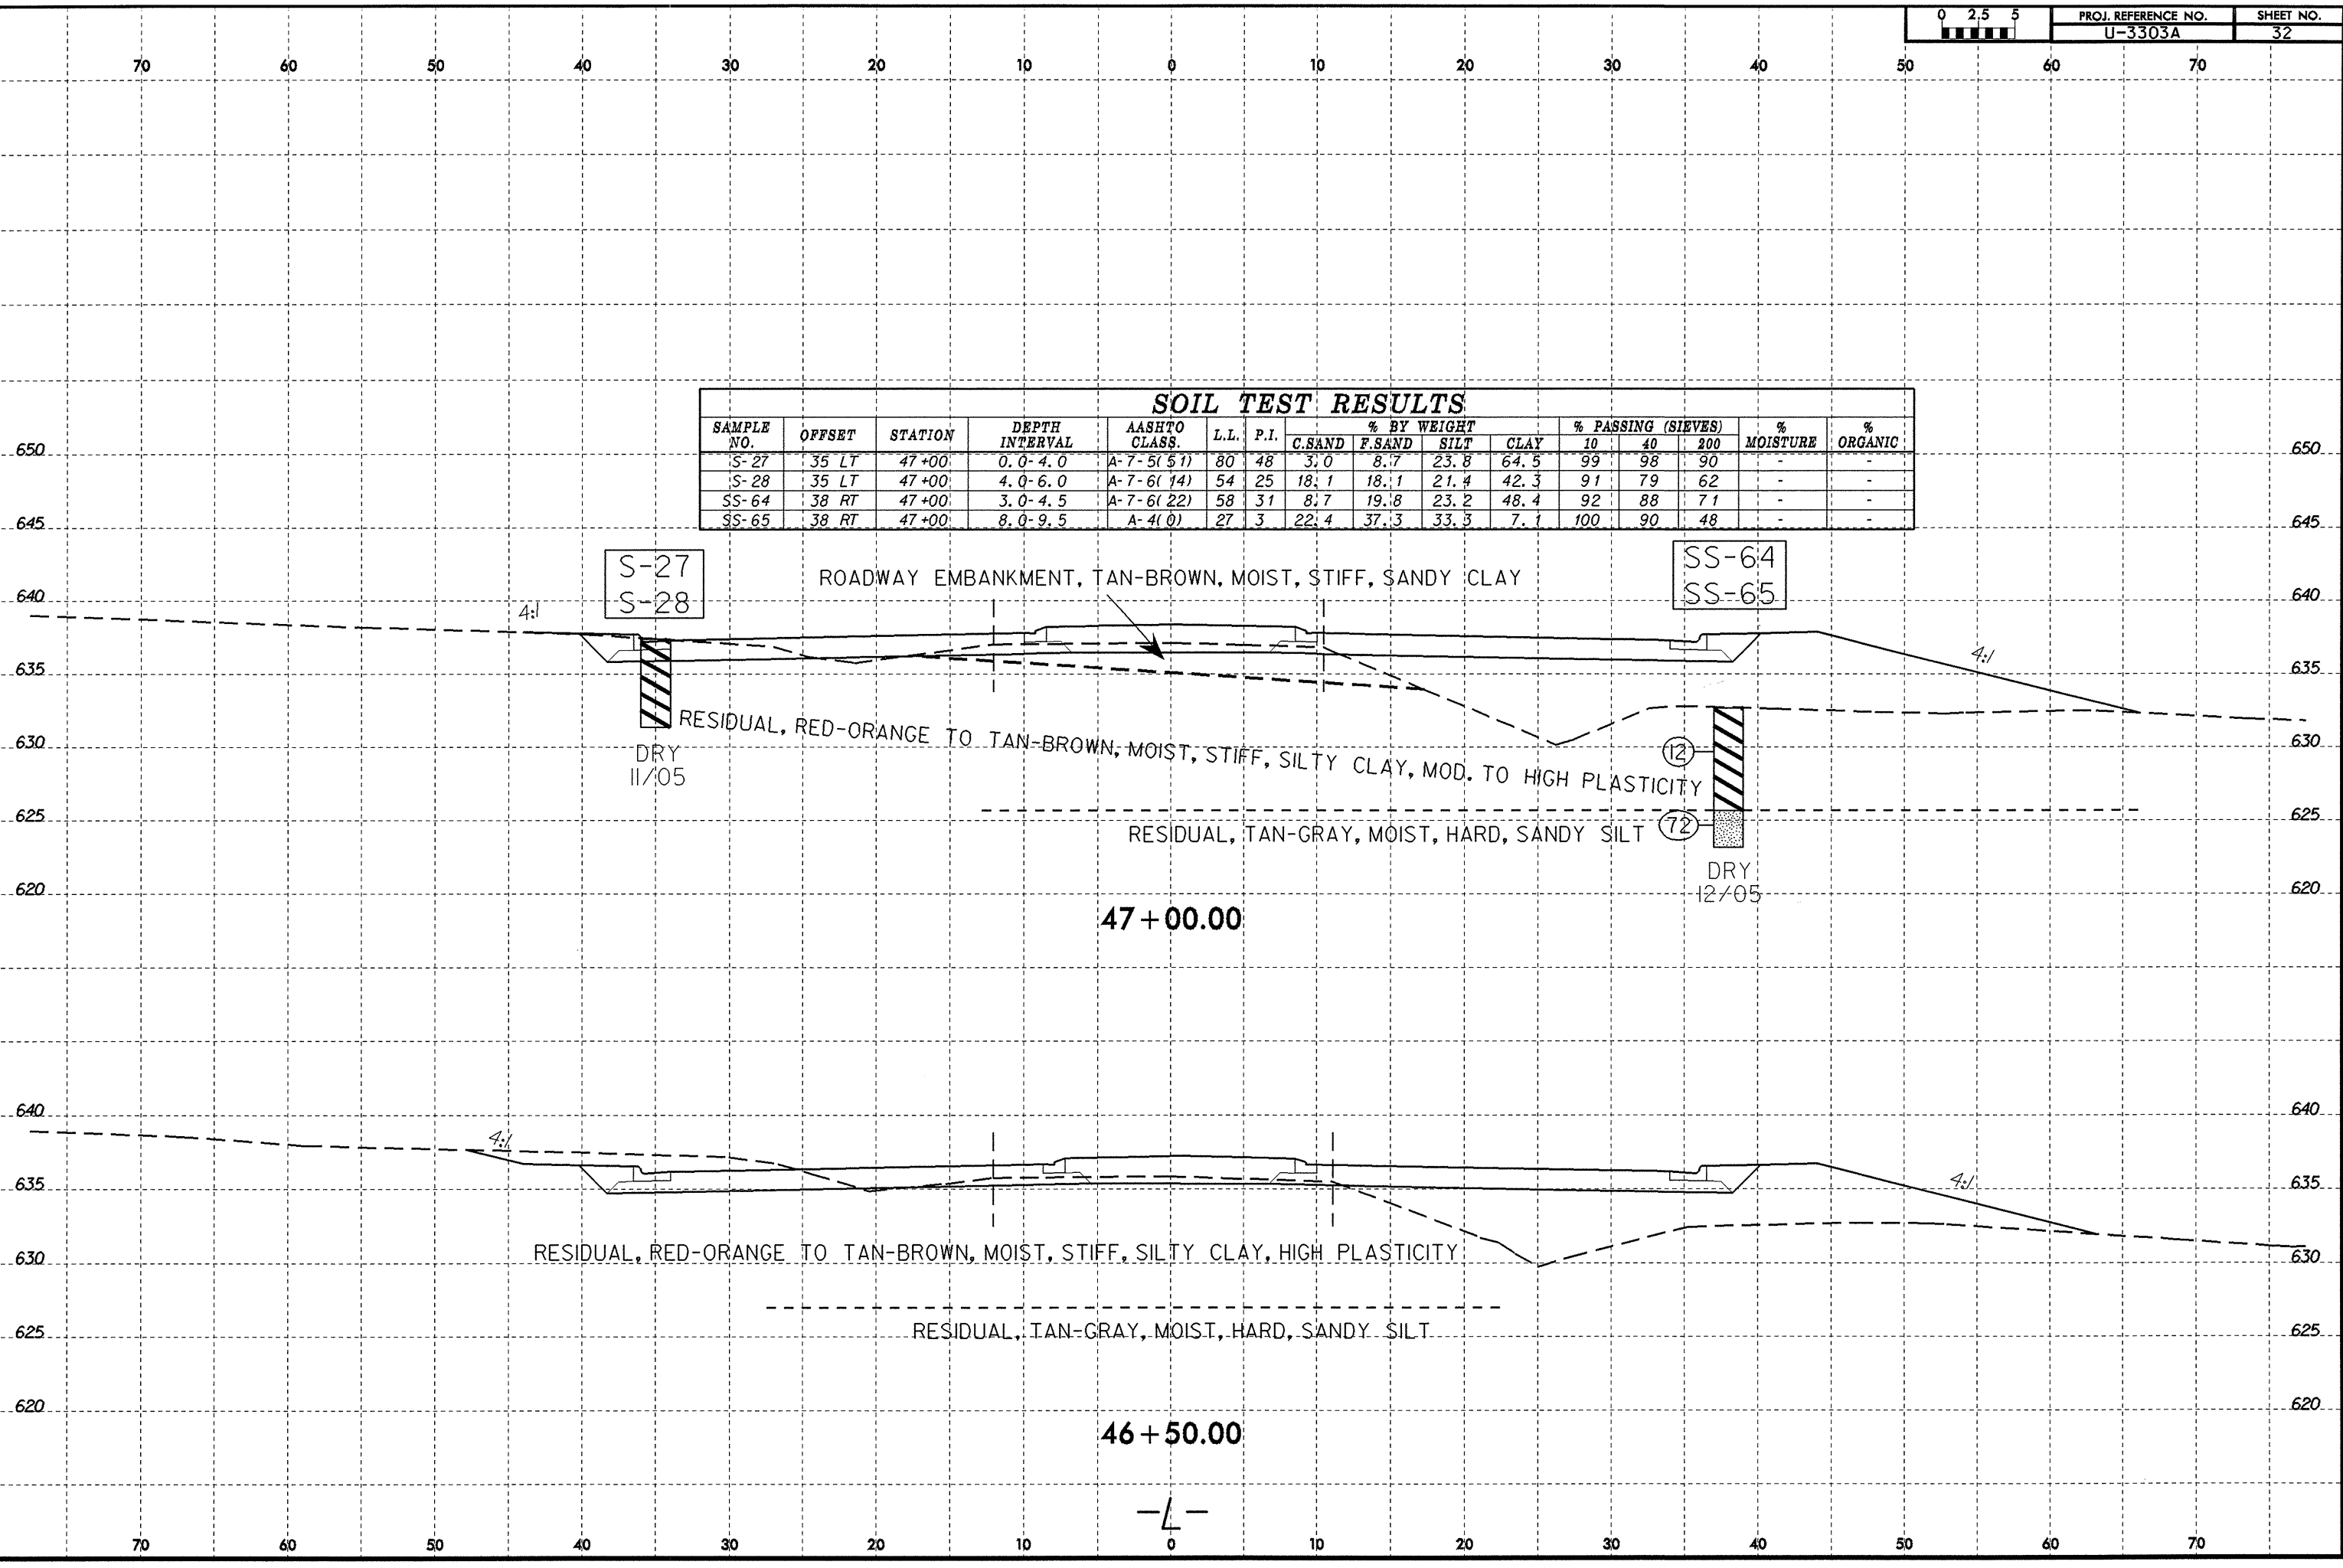 0 2.5 5
PROJ. REFERENCE NO. SHEET NO.
U-3303A 32
70 60 50 40 30 20 10 0 10 20 30 40 50 60 70
SOIL TEST RESULTS
SAMPLE NO. OFFSET STATION DEPTH INTERVAL AASHTO CLASS. L.L. P.I. % BY WEIGHT % PASSING (SIEVES) % MOISTURE % ORGANIC
C.SAND F.SAND SILT CLAY 10 40 200
S-27 35 LT 47+00 0.0-4.0 A-7-5(51) 80 48 3.0 8.7 23.8 64.5 99 98 90 - -
S-28 35 LT 47+00 4.0-6.0 A-7-6(14) 54 25 18.1 18.1 21.4 42.3 91 79 62 - -
SS-64 38 RT 47+00 3.0-4.5 A-7-6(22) 58 31 8.7 19.8 23.2 48.4 92 88 71 - -
SS-65 38 RT 47+00 8.0-9.5 A-4(0) 27 3 22.4 37.3 33.3 7.1 100 90 48 - -
650 650
645 645
S-27
S-28
ROADWAY EMBANKMENT, TAN-BROWN, MOIST, STIFF, SANDY CLAY
SS-64
SS-65
640 640
4:1
4:1
635 635
RESIDUAL, RED-ORANGE TO TAN-BROWN, MOIST, STIFF, SILTY CLAY, MOD. TO HIGH PLASTICITY
630 630
DRY
11/05
12
625 625
RESIDUAL, TAN-GRAY, MOIST, HARD, SANDY SILT
72
DRY
12/05
620 620
47+00.00
640 640
4:1
4:1
635 635
RESIDUAL, RED-ORANGE TO TAN-BROWN, MOIST, STIFF, SILTY CLAY, HIGH PLASTICITY
630 630
RESIDUAL, TAN-GRAY, MOIST, HARD, SANDY SILT
625 625
620 620
46+50.00
-L-
70 60 50 40 30 20 10 0 10 20 30 40 50 60 70